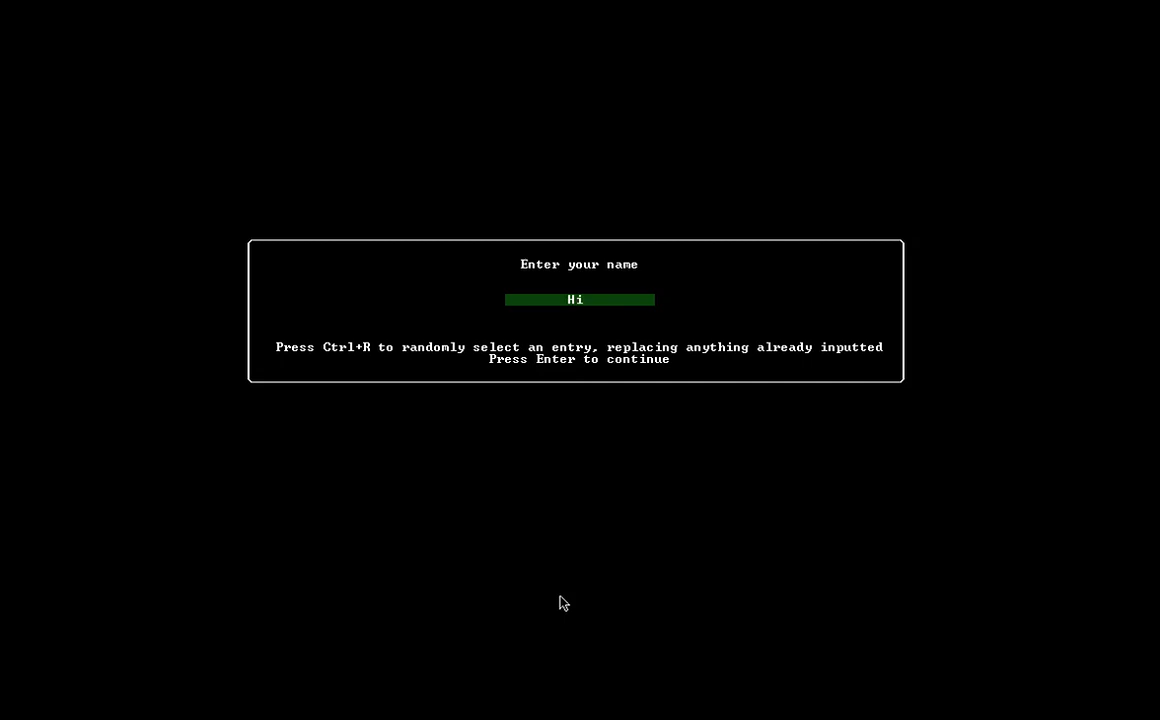 Enter your name
Hi
Press Ctrl+R to randomly select an entry, replacing anything already inputted
Press Enter to continue